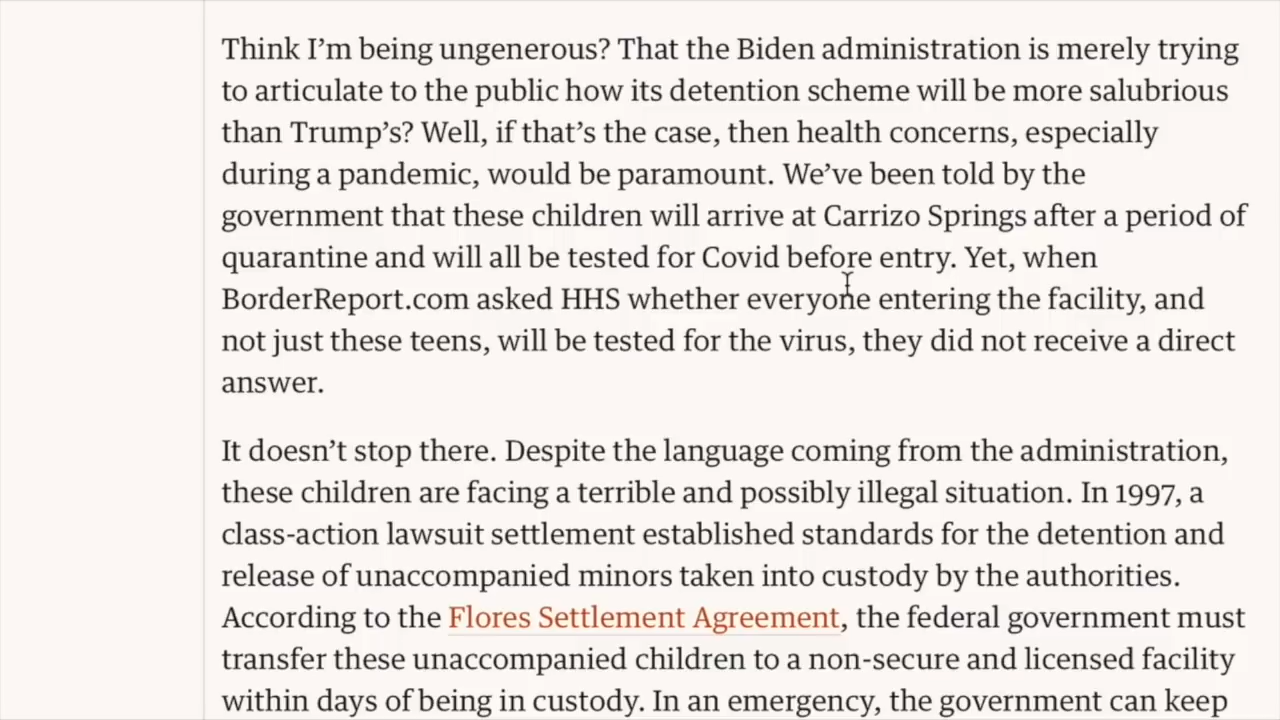 Think I’m being ungenerous? That the Biden administration is merely trying
to articulate to the public how its detention scheme will be more salubrious
than Trump’s? Well, if that’s the case, then health concerns, especially
during a pandemic, would be paramount. We’ve been told by the
government that these children will arrive at Carrizo Springs after a period of
quarantine and will all be tested for Covid before entry. Yet, when
BorderReport.com asked HHS whether everyone entering the facility, and
not just these teens, will be tested for the virus, they did not receive a direct
answer.
It doesn’t stop there. Despite the language coming from the administration,
these children are facing a terrible and possibly illegal situation. In 1997, a
class-action lawsuit settlement established standards for the detention and
release of unaccompanied minors taken into custody by the authorities.
According to the Flores Settlement Agreement, the federal government must
transfer these unaccompanied children to a non-secure and licensed facility
within days of being in custody. In an emergency, the government can keep